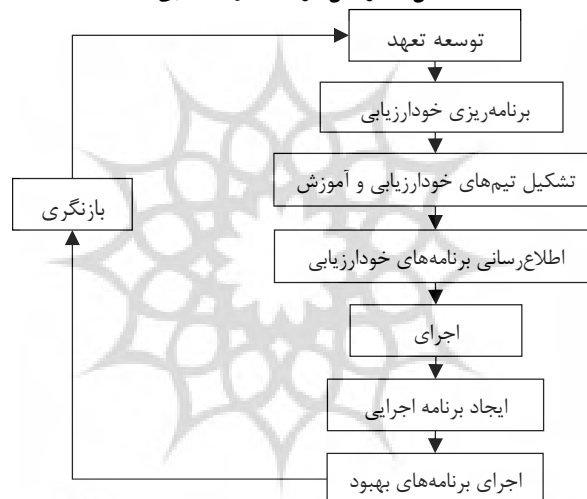 توسعه تعهد
برنامه‌ریزی خودارزیابی
تشکیل تیم‌های خودارزیابی و آموزش
بازنگری
اطلاع‌رسانی برنامه‌های خودارزیابی
اجرای
ایجاد برنامه اجرایی
اجرای برنامه‌های بهبود